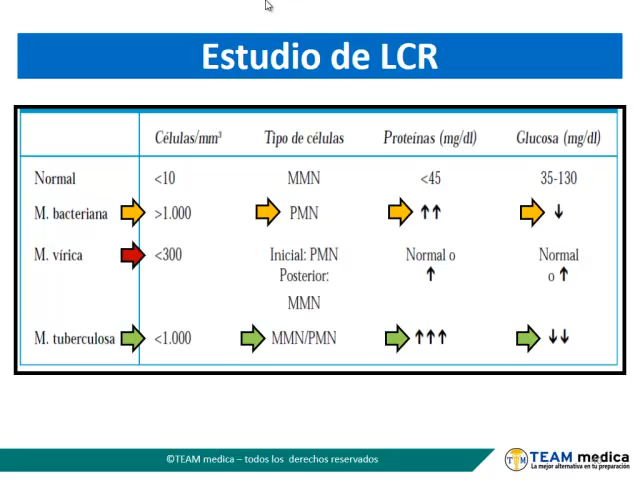 Estudio de LCR
Células/mm³ Tipo de células Proteínas (mg/dl) Glucosa (mg/dl)
Normal <10 MMN <45 35-130
M. bacteriana >1.000 PMN ↑↑ ↓
M. vírica <300 Inicial: PMN Normal o Normal
Posterior: ↑ o ↑
MMN
M. tuberculosa <1.000 MMN/PMN ↑↑↑ ↓↓
©TEAM medica – todos los derechos reservados
TM TEAM medica
La mejor alternativa en tu preparación